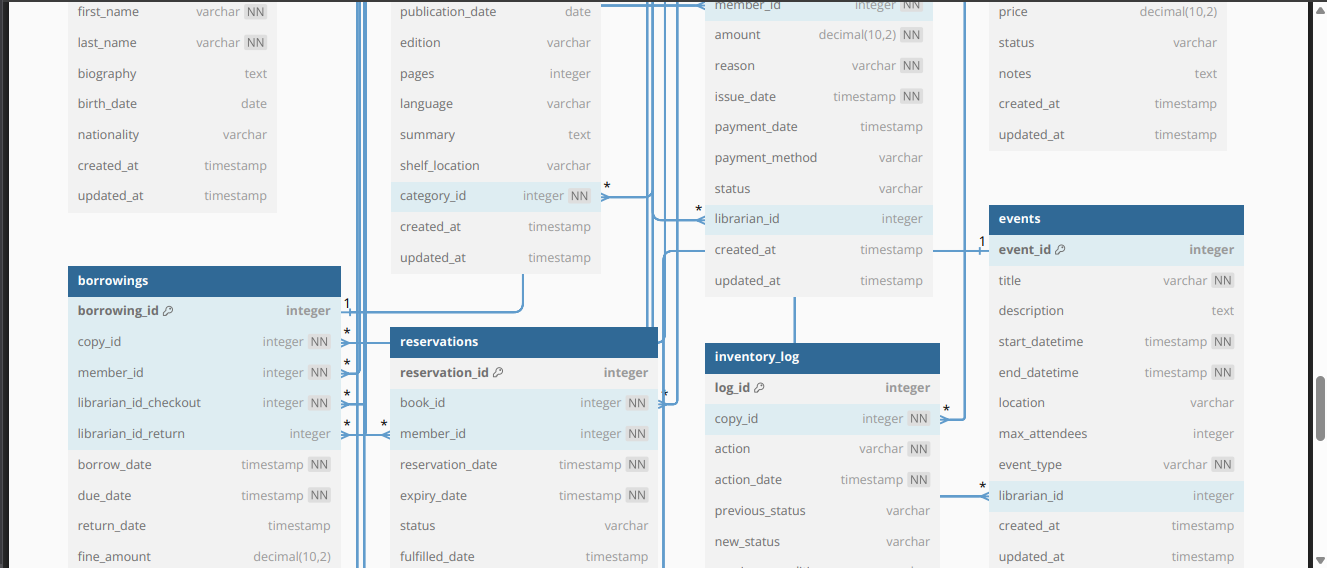 first_name varchar NN
last_name varchar NN
biography text
birth_date date
nationality varchar
created_at timestamp
updated_at timestamp
publication_date date
edition varchar
pages integer
language varchar
summary text
shelf_location varchar
category_id integer NN *
created_at timestamp
updated_at timestamp
member_id integer NN
amount decimal(10,2) NN
reason varchar NN
issue_date timestamp NN
payment_date timestamp
payment_method varchar
status varchar
* librarian_id integer
created_at timestamp
updated_at timestamp
price decimal(10,2)
status varchar
notes text
created_at timestamp
updated_at timestamp
borrowings
borrowing_id integer 1
copy_id integer NN *
member_id integer NN *
librarian_id_checkout integer NN *
librarian_id_return integer *
borrow_date timestamp NN
due_date timestamp NN
return_date timestamp
fine_amount decimal(10,2)
reservations
reservation_id integer
book_id integer NN *
* member_id integer NN
reservation_date timestamp NN
expiry_date timestamp NN
status varchar
fulfilled_date timestamp
inventory_log
log_id integer
copy_id integer NN *
action varchar NN
action_date timestamp NN
previous_status varchar
new_status varchar
events
1 event_id integer
title varchar NN
description text
start_datetime timestamp NN
end_datetime timestamp NN
location varchar
max_attendees integer
event_type varchar NN
* librarian_id integer
created_at timestamp
updated_at timestamp